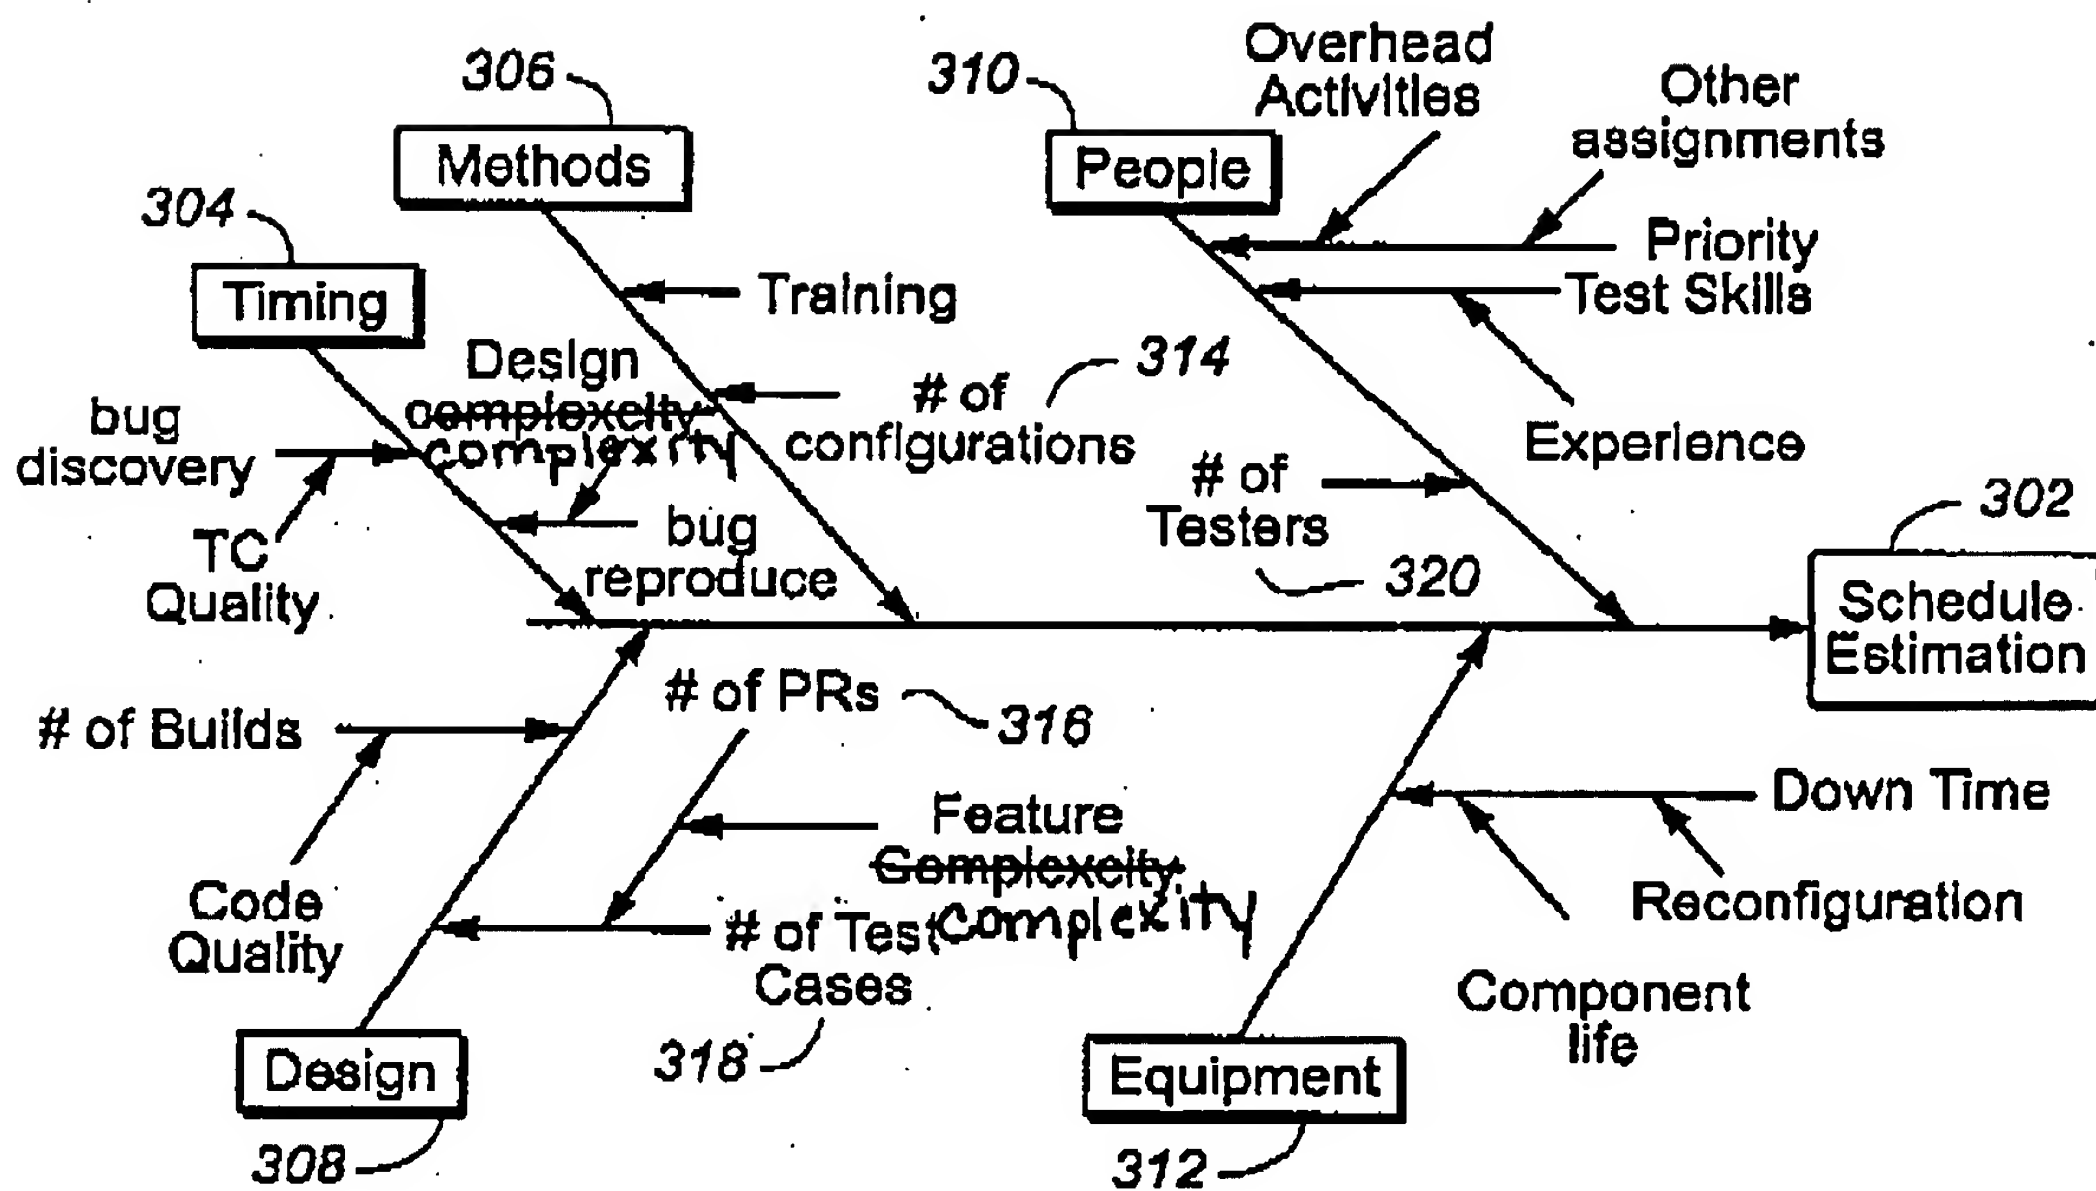 306
Methods
310
People
Overhead
Activities
Other
assignments
304
Timing
Priority
Test Skills
Training
Design
complexcity
complexity
# of
configurations
314
Experience
bug
discovery
TC
Quality
bug
reproduce
# of
Testers
320
302
Schedule
Estimation
# of PRs
316
# of Builds
Code
Quality
Feature
Complexcity
complexity
# of Test
Cases
318
Down Time
Reconfiguration
Component
life
Design
308
Equipment
312